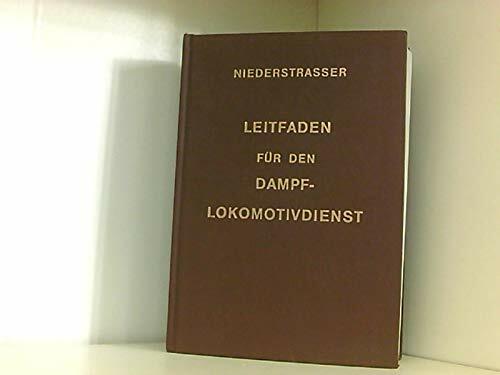 NIEDERSTRASSER
LEITFADEN
FÜR DEN
DAMPF-
LOKOMOTIVDIENST